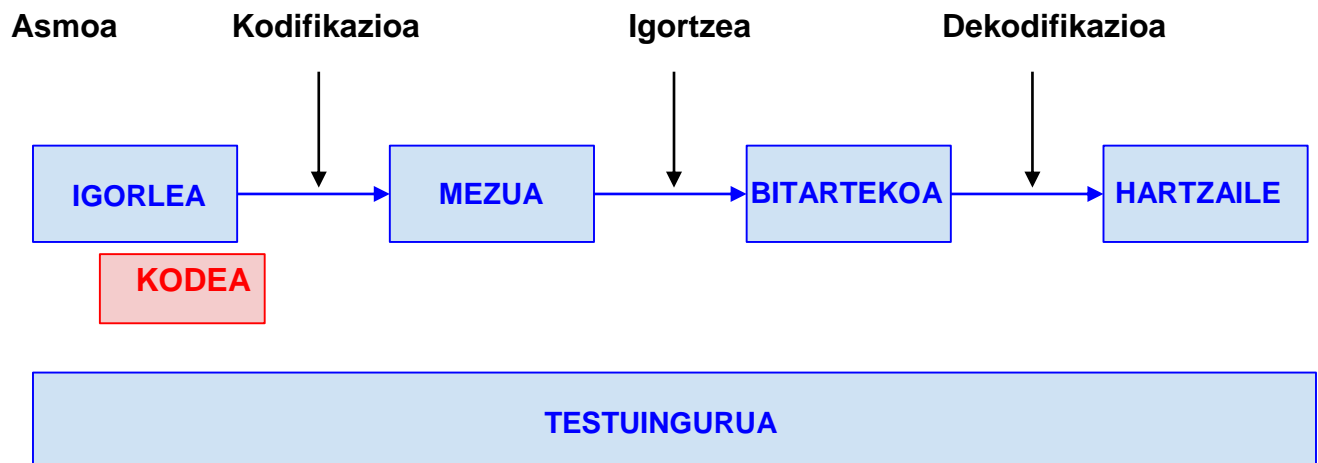 Asmoa Kodifikazioa Igortzea Dekodifikazioa
IGORLEA MEZUA BITARTEKOA HARTZAILE
KODEA
TESTUINGURUA